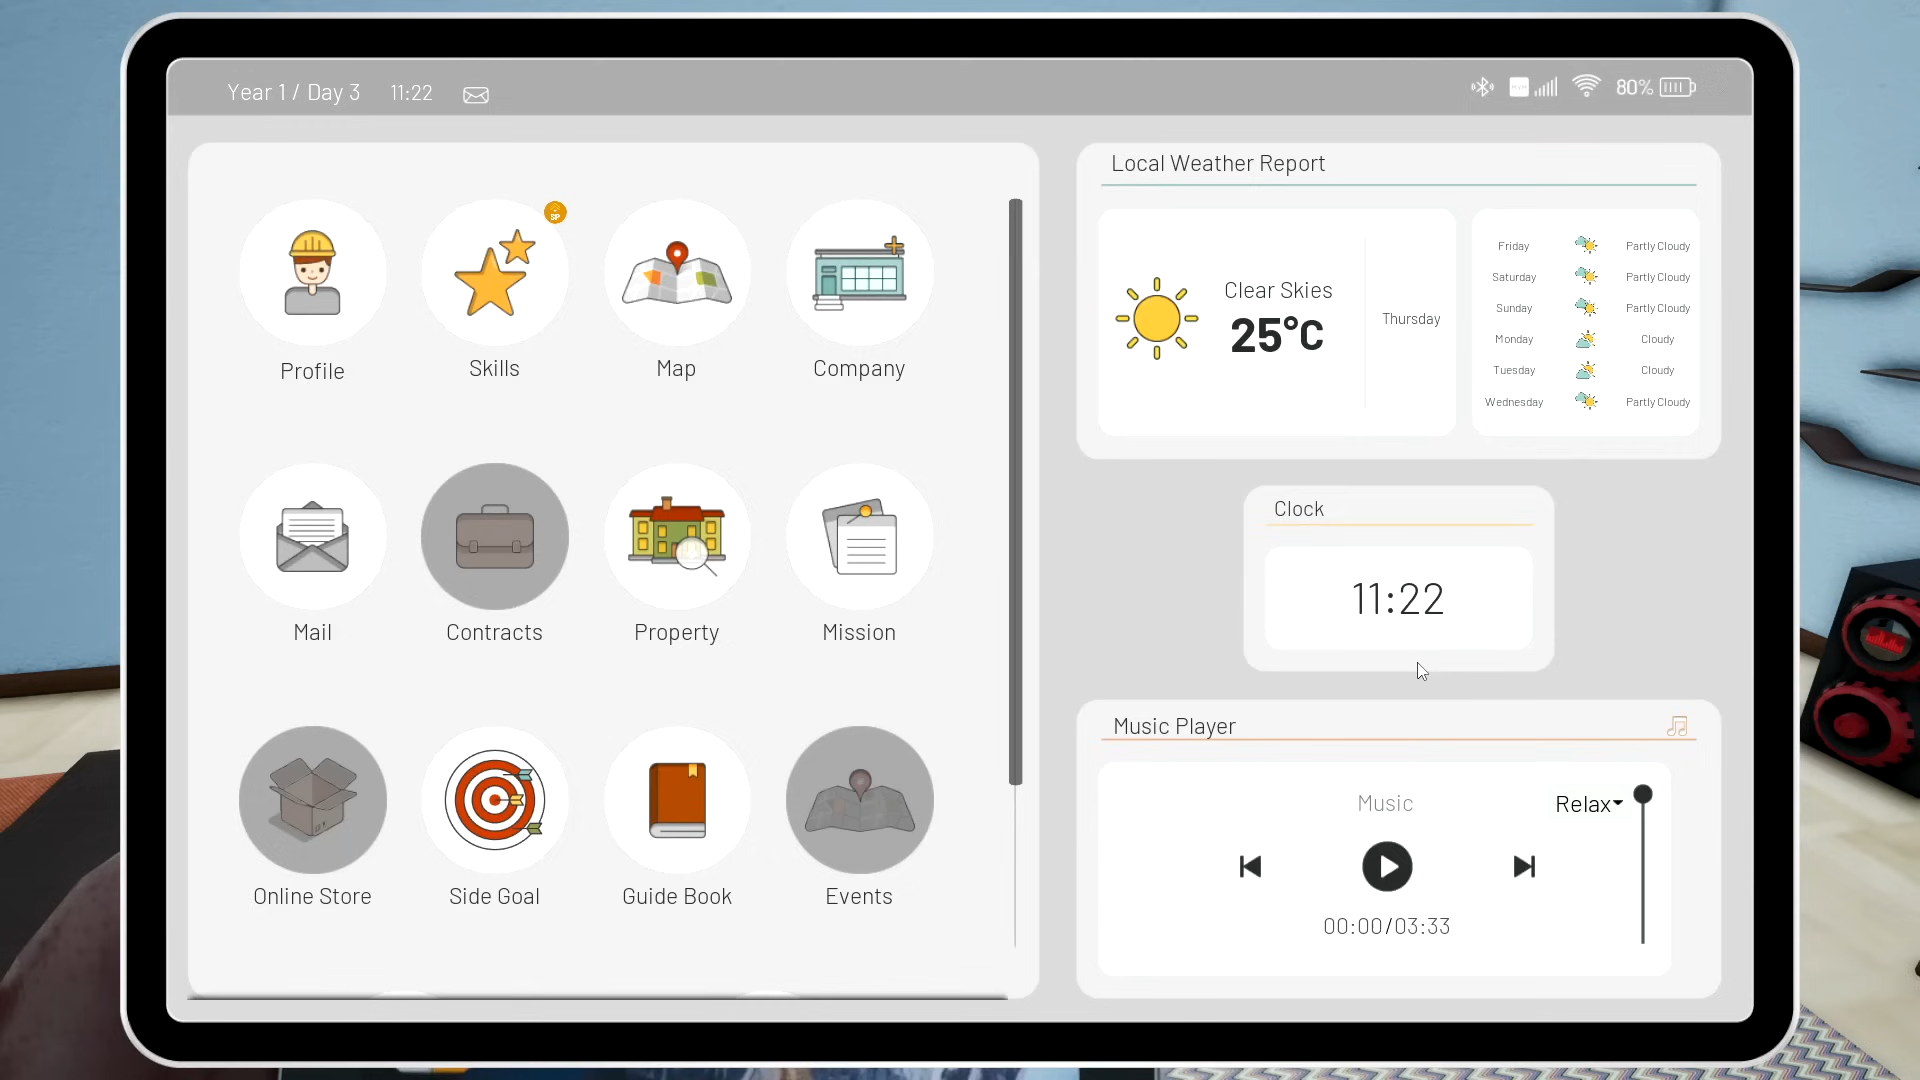 Year 1 / Day 3 11:22
80%
SP
Profile
Skills
Map
Company
Mail
Contracts
Property
Mission
Online Store
Side Goal
Guide Book
Events
Local Weather Report
Clear Skies
25°C
Thursday
Friday Partly Cloudy
Saturday Partly Cloudy
Sunday Partly Cloudy
Monday Cloudy
Tuesday Cloudy
Wednesday Partly Cloudy
Clock
11:22
Music Player
Music
Relax
00:00/03:33